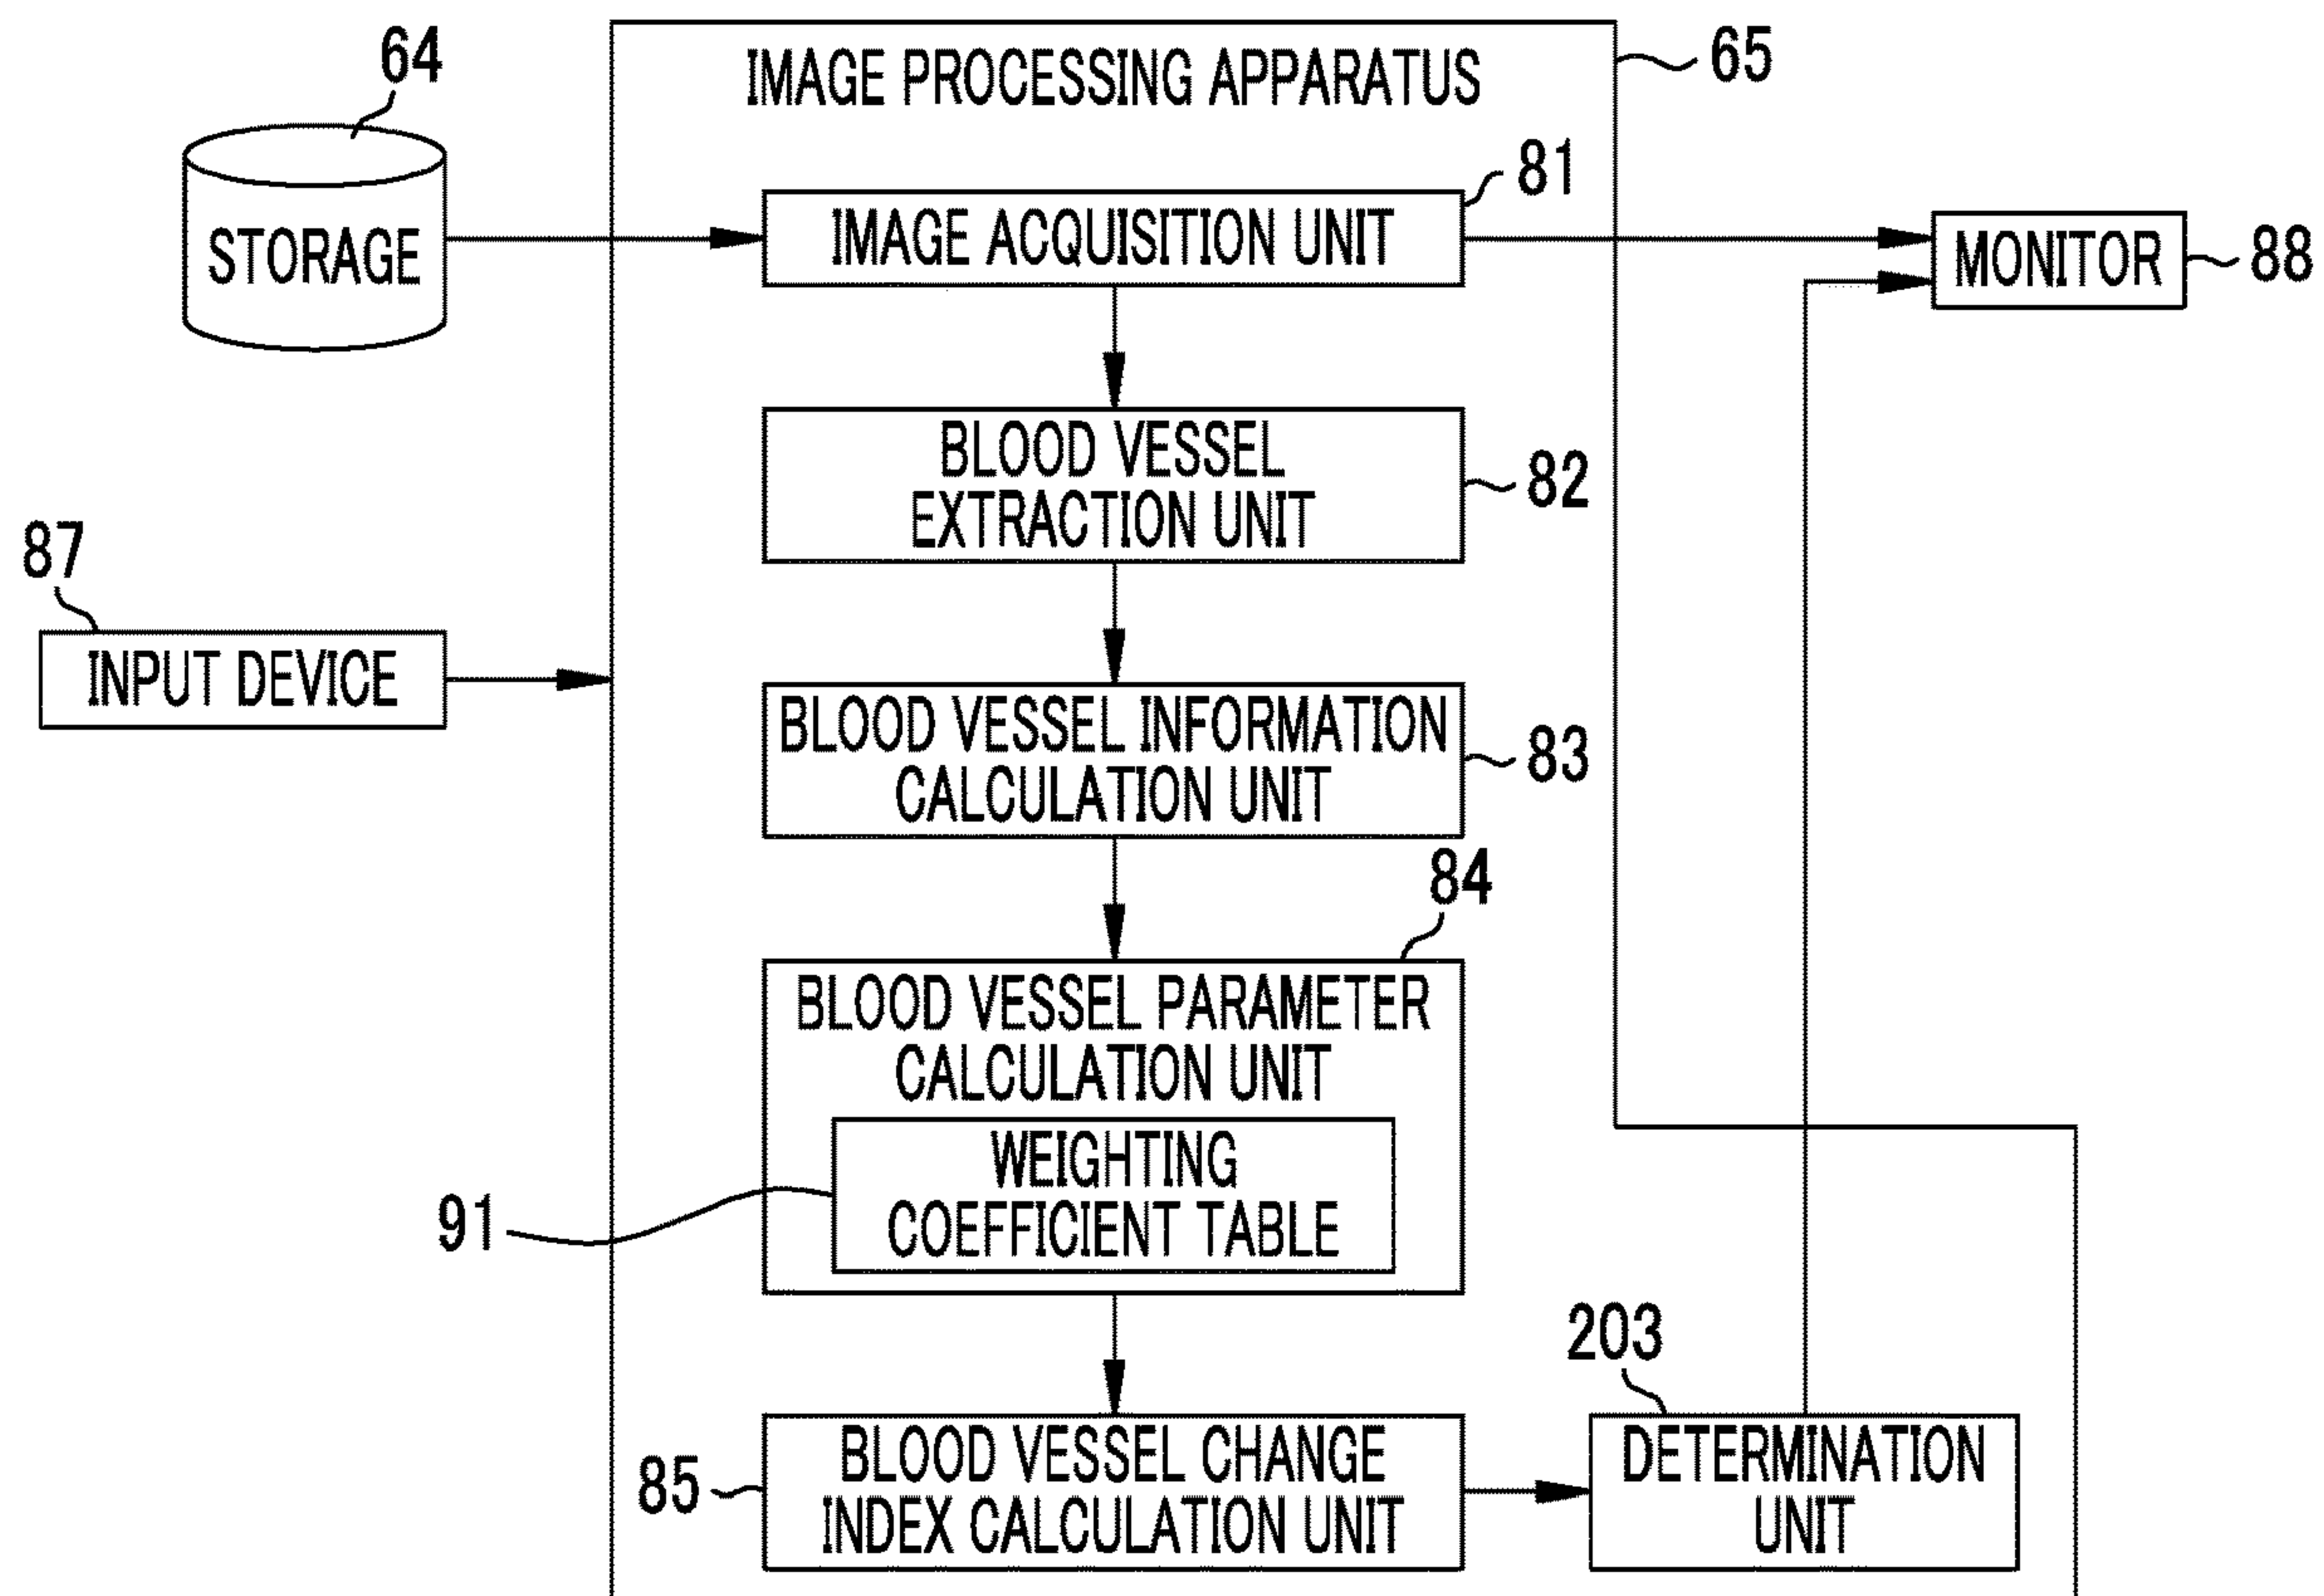 64
IMAGE PROCESSING APPARATUS
65
81
STORAGE
IMAGE ACQUISITION UNIT
MONITOR
88
BLOOD VESSEL
EXTRACTION UNIT
82
87
INPUT DEVICE
BLOOD VESSEL INFORMATION
CALCULATION UNIT
83
84
BLOOD VESSEL PARAMETER
CALCULATION UNIT
WEIGHTING
COEFFICIENT TABLE
91
203
85
BLOOD VESSEL CHANGE
INDEX CALCULATION UNIT
DETERMINATION
UNIT